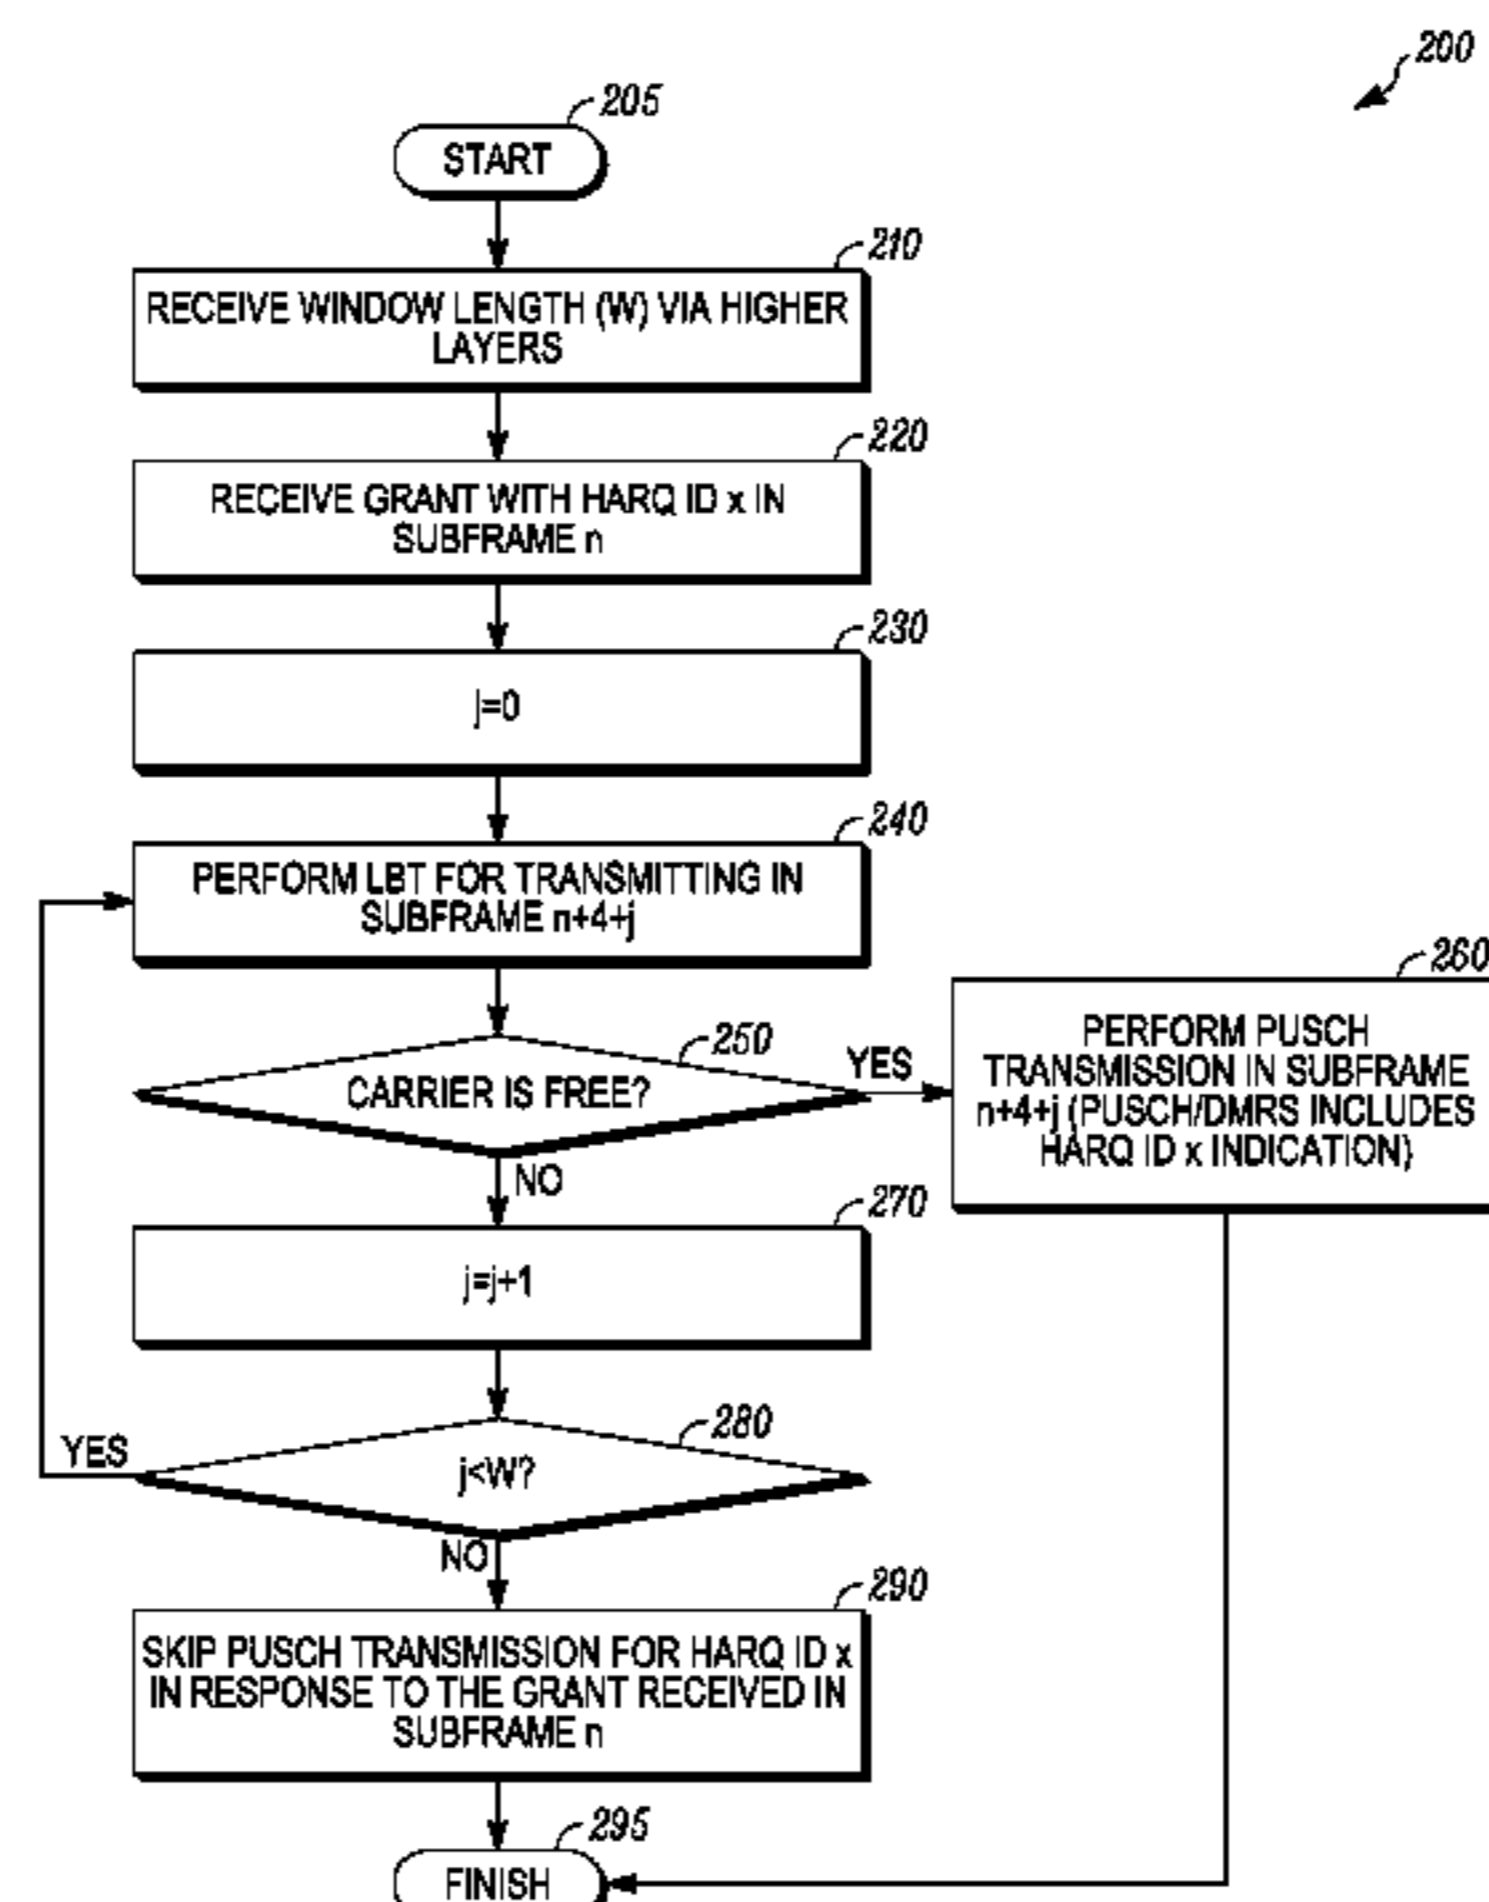 200
205
START
210
RECEIVE WINDOW LENGTH (W) VIA HIGHER
LAYERS
220
RECEIVE GRANT WITH HARQ ID x IN
SUBFRAME n
230
j=0
240
PERFORM LBT FOR TRANSMITTING IN
SUBFRAME n+4+j
250
CARRIER IS FREE?
YES
NO
260
PERFORM PUSCH
TRANSMISSION IN SUBFRAME
n+4+j (PUSCH/DMRS INCLUDES
HARQ ID x INDICATION)
270
j=j+1
280
j<W?
YES
NO
290
SKIP PUSCH TRANSMISSION FOR HARQ ID x
IN RESPONSE TO THE GRANT RECEIVED IN
SUBFRAME n
295
FINISH